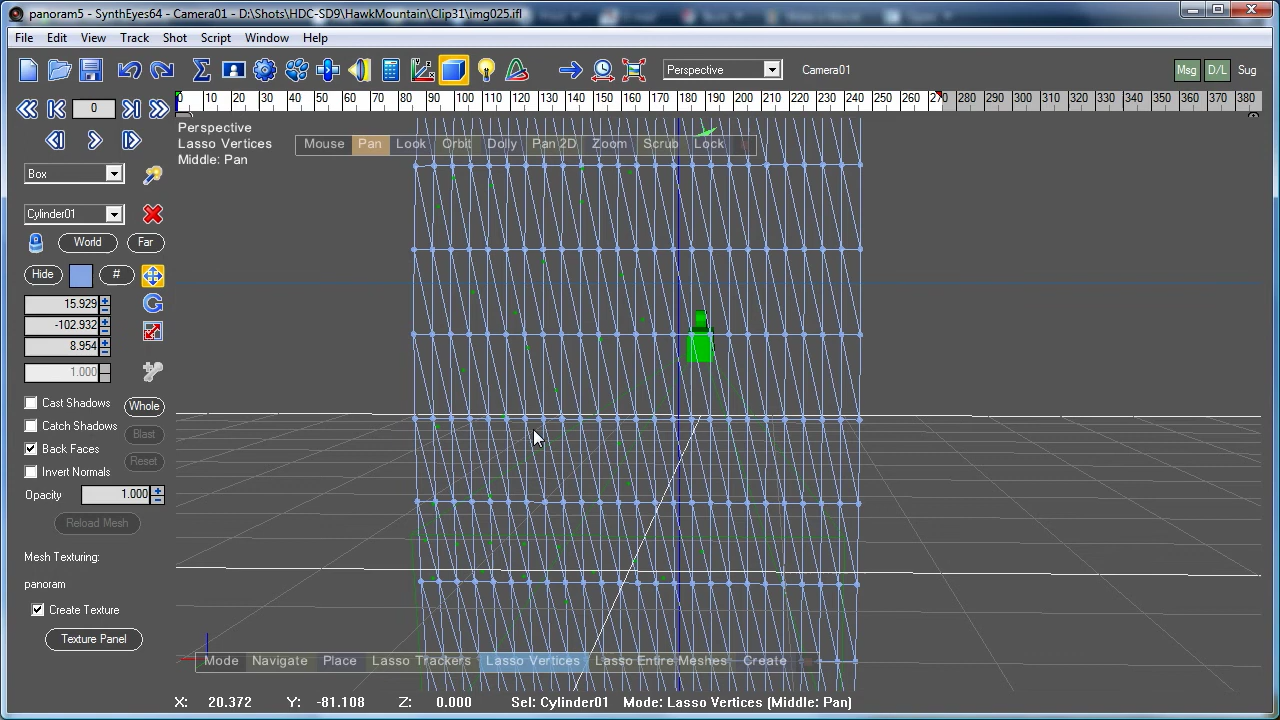 panoram5 - SynthEyes64 - Camera01 - D:\Shots\HDC-SD9\HawkMountain\Clip31\img025.ifl
File Edit View Track Shot Script Window Help
Perspective Camera01 Msg D/L Sug
0 0 10 20 30 40 50 60 70 80 90 100 110 120 130 140 150 160 170 180 190 200 210 220 230 240 250 260 270 280 290 300 310 320 330 340 350 360 370 380
Perspective
Lasso Vertices
Middle: Pan
Mouse Pan Look Orbit Dolly Pan 2D Zoom Scrub Lock
Box
Cylinder01
World Far
Hide #
15.929
-102.932
8.954
1.000
Cast Shadows Whole
Catch Shadows Blast
Back Faces Reset
Invert Normals
Opacity 1.000
Reload Mesh
Mesh Texturing:
panoram
Create Texture
Texture Panel
Mode Navigate Place Lasso Trackers Lasso Vertices Lasso Entire Meshes Create
X: 20.372 Y: -81.108 Z: 0.000 Sel: Cylinder01 Mode: Lasso Vertices (Middle: Pan)